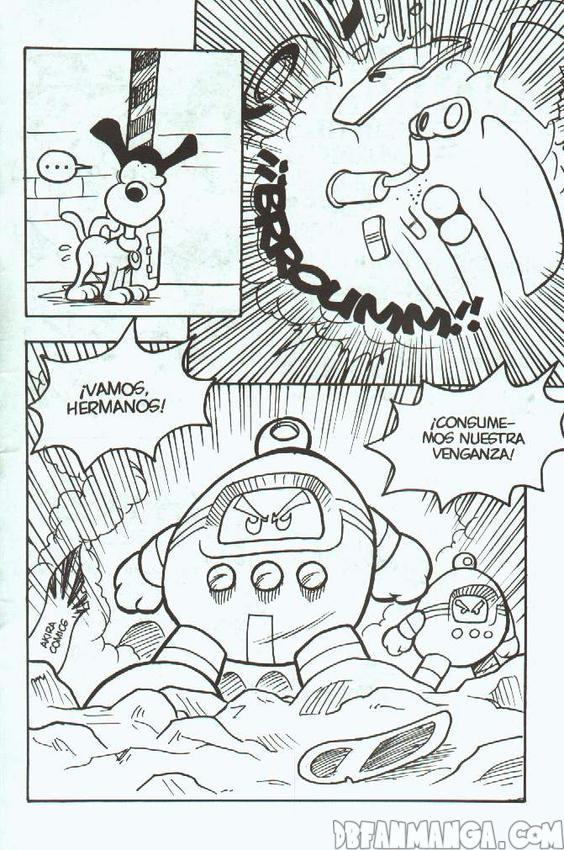 ...
¡¡BRROUMM!!
¡VAMOS,
HERMANOS!
¡CONSUME-
MOS NUESTRA
VENGANZA!
AKIRA
COMICS
DBFANMANGA.COM